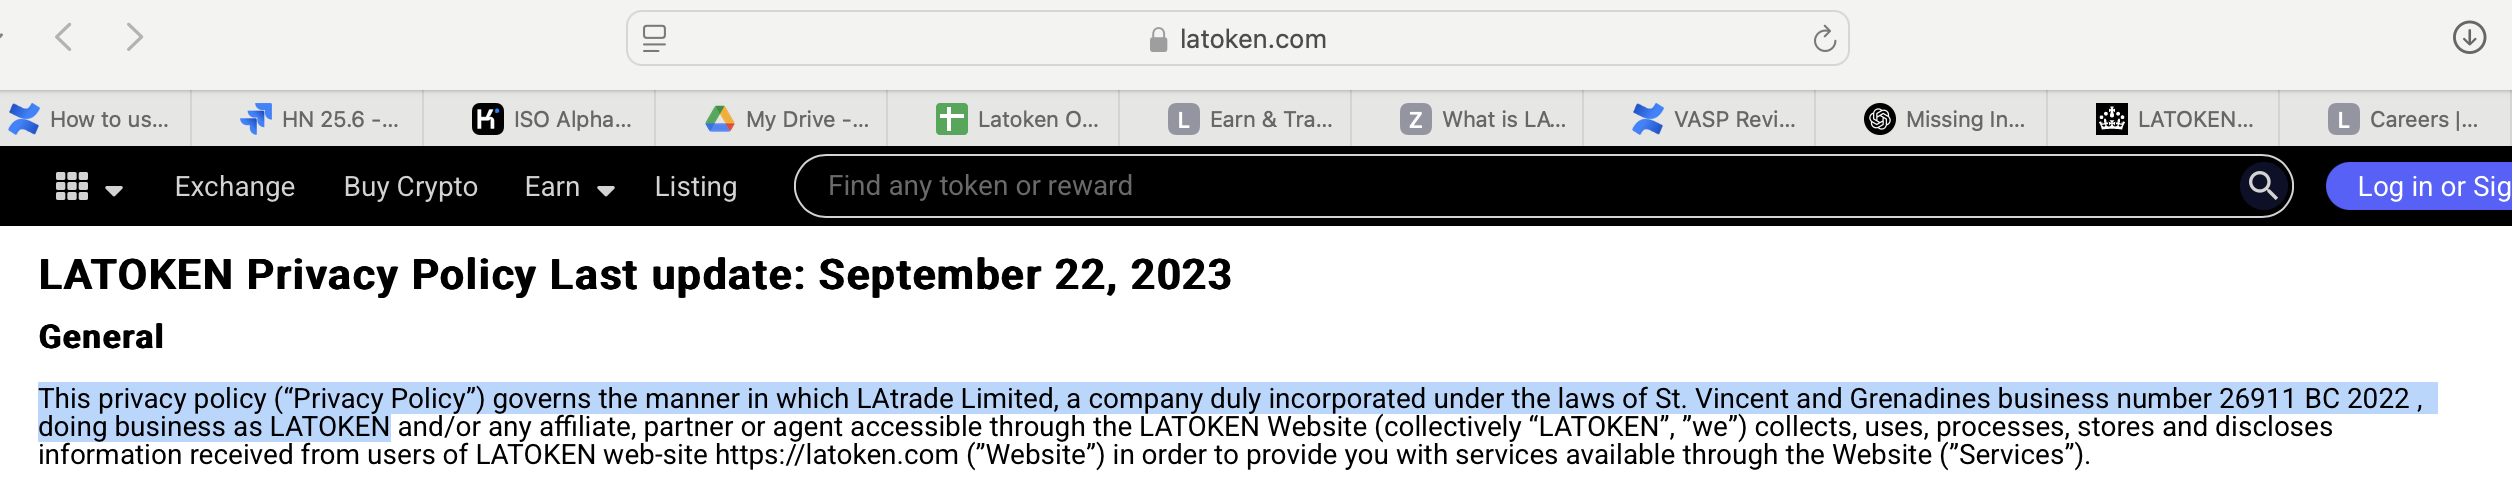 latoken.com
How to us...
HN 25.6 -...
ISO Alpha...
My Drive -...
Latoken O...
L Earn & Tra...
Z What is LA...
VASP Revi...
Missing In...
LATOKEN...
L Careers |...
Exchange
Buy Crypto
Earn
Listing
Find any token or reward
Log in or Sig
LATOKEN Privacy Policy Last update: September 22, 2023
General
This privacy policy (“Privacy Policy”) governs the manner in which LAtrade Limited, a company duly incorporated under the laws of St. Vincent and Grenadines business number 26911 BC 2022 ,
doing business as LATOKEN and/or any affiliate, partner or agent accessible through the LATOKEN Website (collectively “LATOKEN”, ”we”) collects, uses, processes, stores and discloses
information received from users of LATOKEN web-site https://latoken.com (”Website”) in order to provide you with services available through the Website (”Services”).